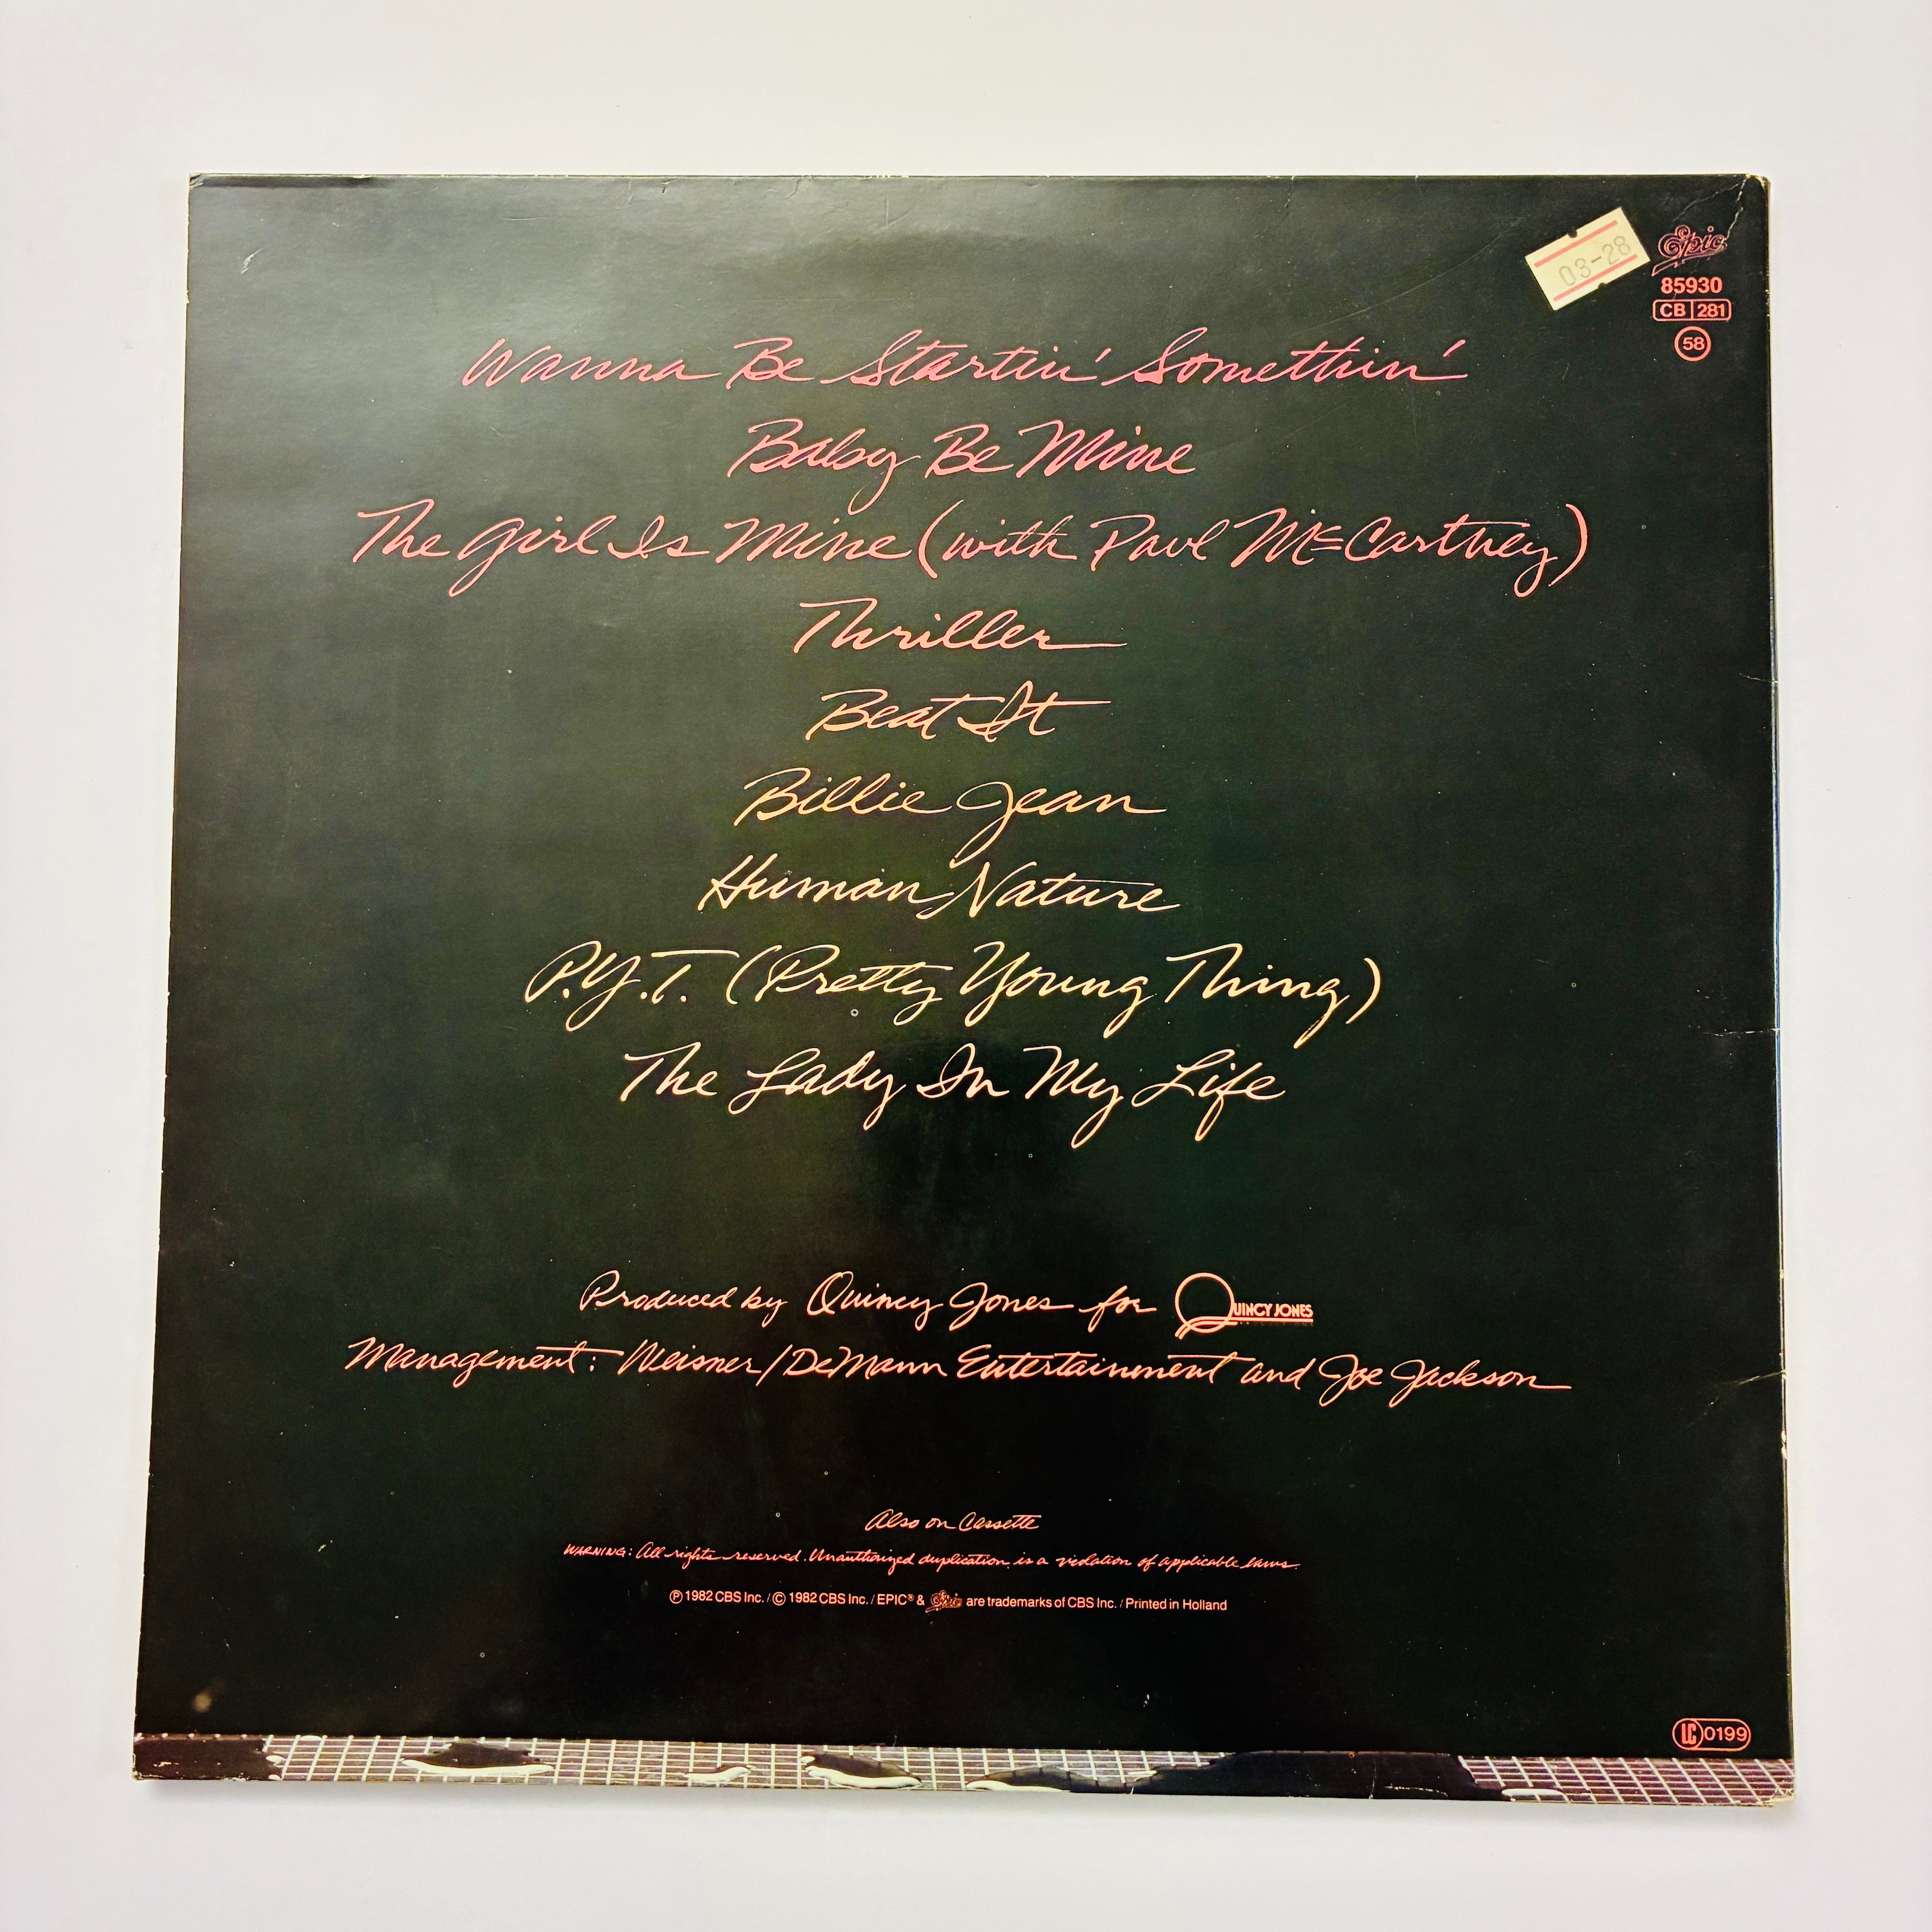 03-28
Epic
85930
CB 281
58
Wanna Be Startin' Somethin'
Baby Be Mine
The Girl Is Mine (with Paul McCartney)
Thriller
Beat It
Billie Jean
Human Nature
P.Y.T. (Pretty Young Thing)
The Lady In My Life
Produced by Quincy Jones for QUINCY JONES
Management: Weisner/DeMann Entertainment and Joe Jackson
Also on Cassette
WARNING: All rights reserved. Unauthorized duplication is a violation of applicable laws.
℗ 1982 CBS Inc. / © 1982 CBS Inc. / EPIC® & Epic are trademarks of CBS Inc. / Printed in Holland
LC 0199